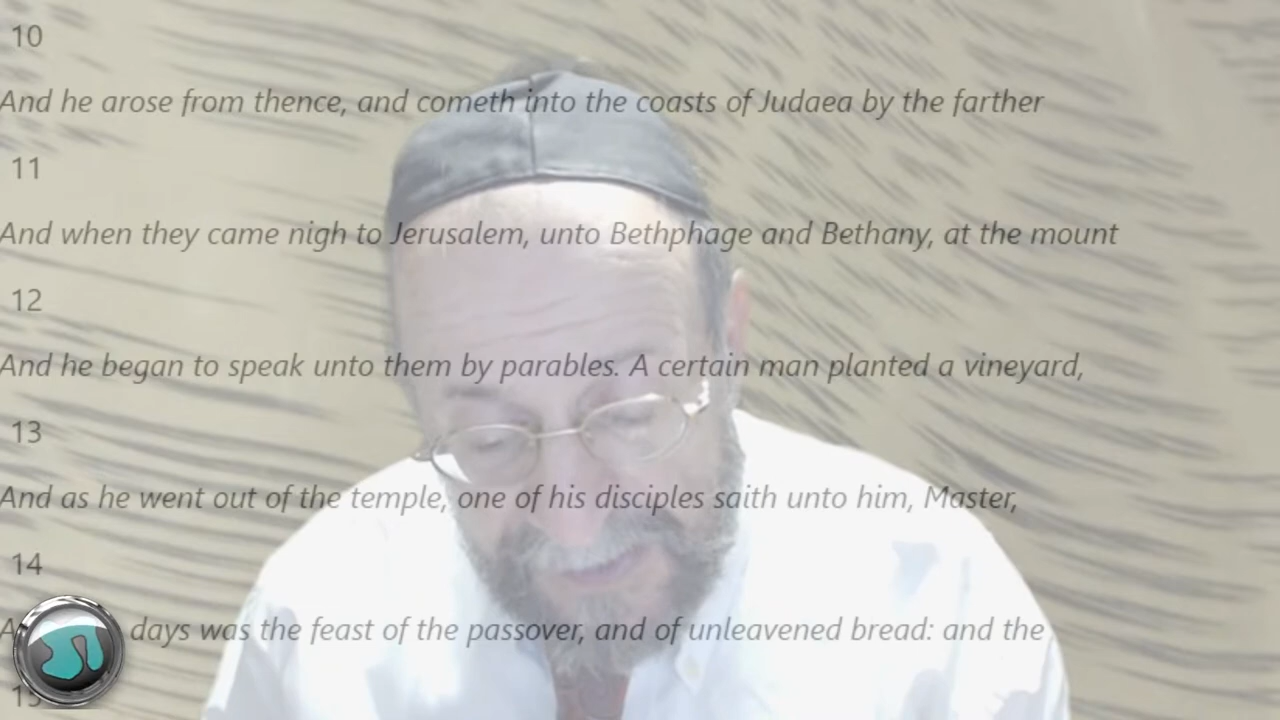 10
And he arose from thence, and cometh into the coasts of Judaea by the farther
11
And when they came nigh to Jerusalem, unto Bethphage and Bethany, at the mount
12
And he began to speak unto them by parables. A certain man planted a vineyard,
13
And as he went out of the temple, one of his disciples saith unto him, Master,
14
days was the feast of the passover, and of unleavened bread: and the